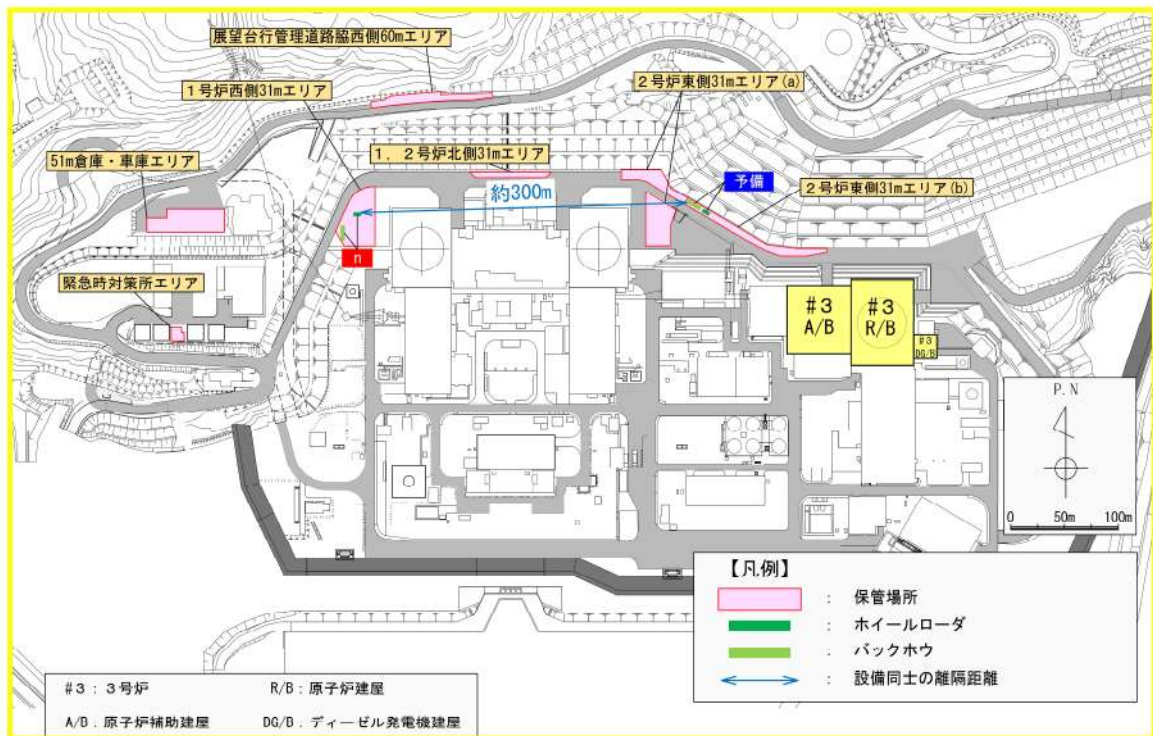 展望台行管理道路脇西側60mエリア
1号炉西側31mエリア
2号炉東側31mエリア(a)
51m倉庫・車庫エリア
1，2号炉北側31mエリア
予備
2号炉東側31mエリア(b)
約300m
n
緊急時対策所エリア
#3
A/B
#3
R/B
#3
DG/B
P.N
0 50m 100m
【凡例】
： 保管場所
： ホイールローダ
： バックホウ
： 設備同士の離隔距離
#3：3号炉
R/B：原子炉建屋
A/B．原子炉補助建屋
DG/B．ディーゼル発電機建屋